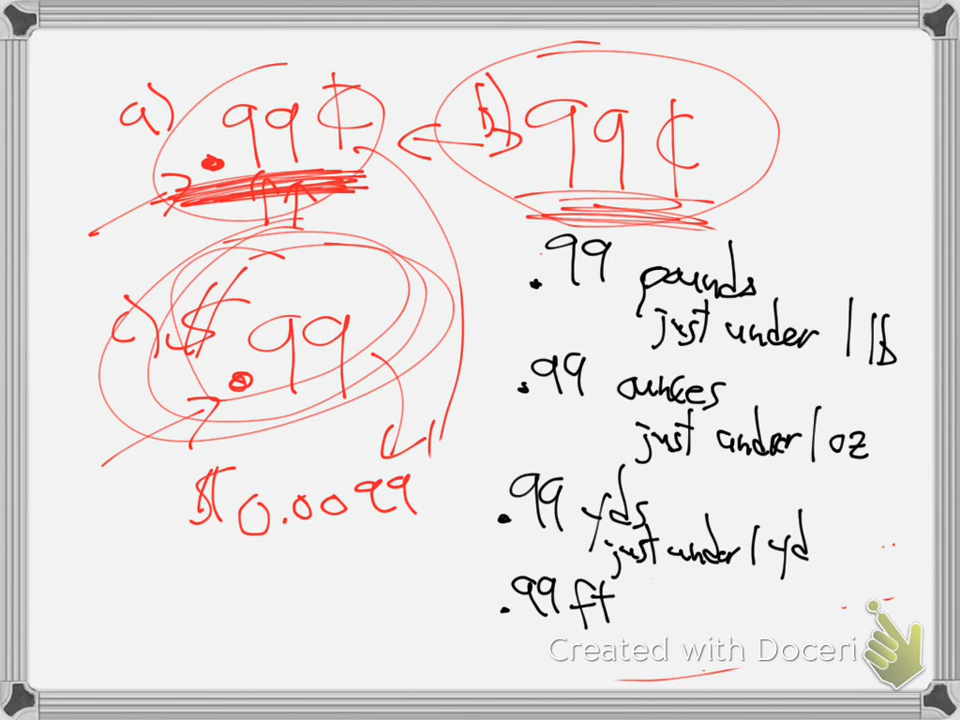 a) .99 ¢
b) 99 ¢
c) $ .99
$0.0099
.99 pounds
just under 1 lb
.99 ounces
just under 1 oz
.99 yds
just under 1 yd
.99 ft
Created with Doceri